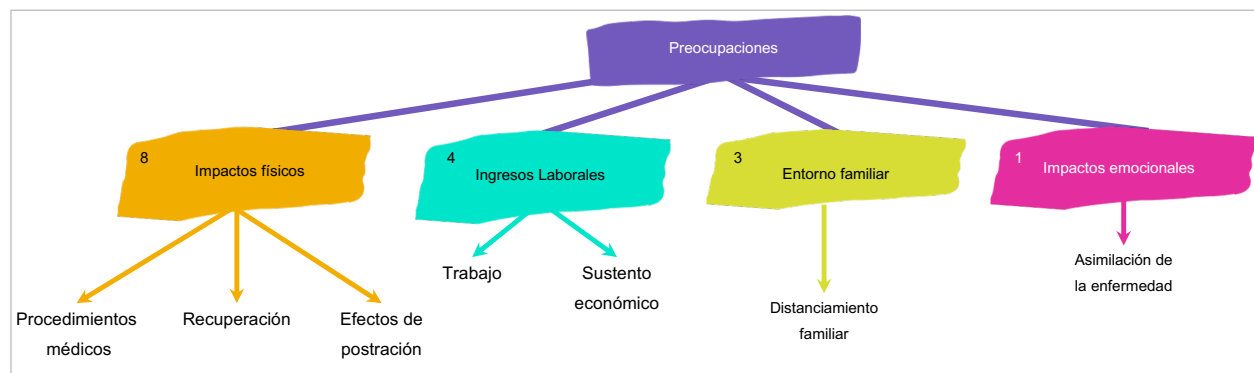 Preocupaciones
8
Impactos físicos
4
Ingresos Laborales
3
Entorno familiar
1
Impactos emocionales
Procedimientos
médicos
Recuperación
Efectos de
postración
Trabajo
Sustento
económico
Distanciamiento
familiar
Asimilación de
la enfermedad